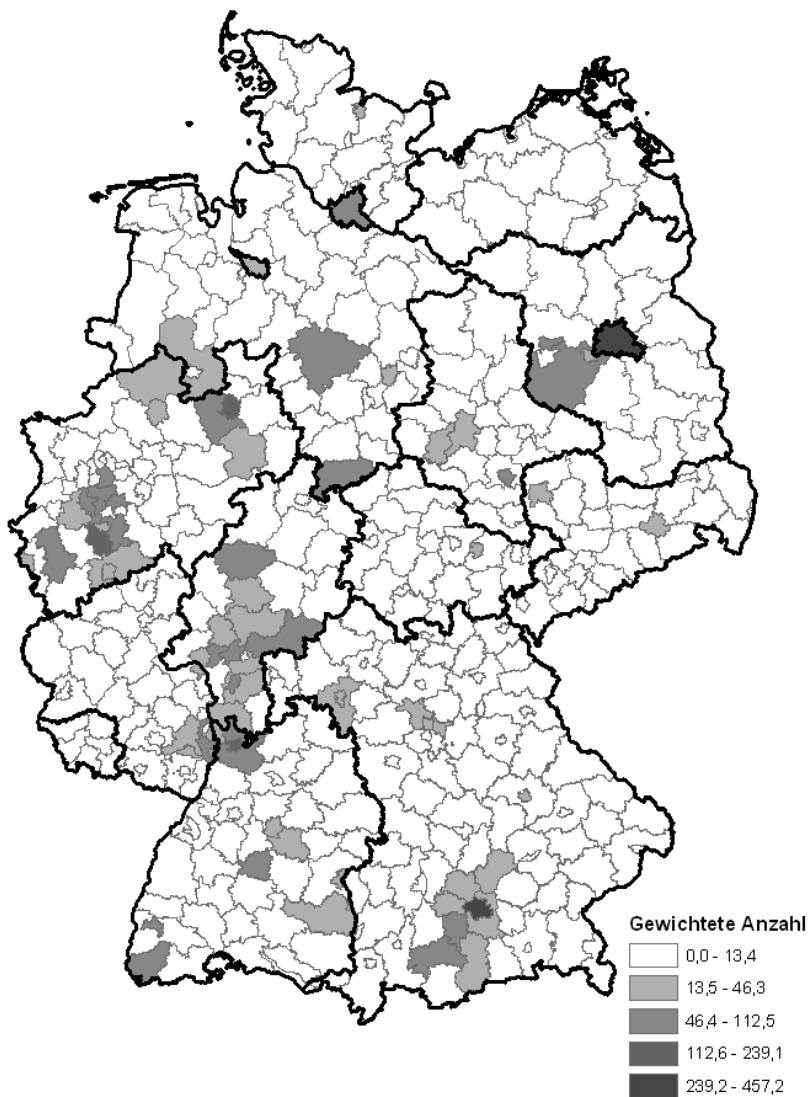 Gewichtete Anzahl
0,0 - 13,4
13,5 - 46,3
46,4 - 112,5
112,6 - 239,1
239,2 - 457,2